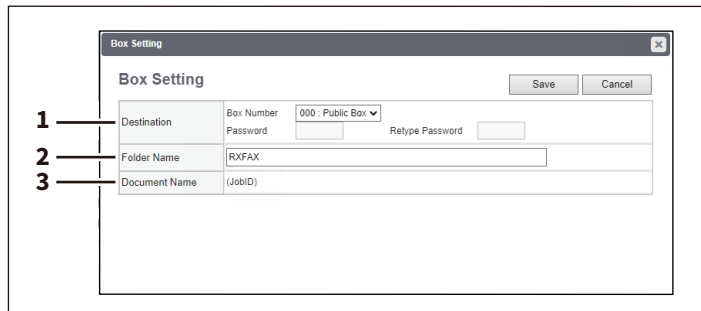 Box Setting
Box Setting
Save Cancel
1 Destination Box Number 000 : Public Box
Password Retype Password
2 Folder Name RXFAX
3 Document Name (JobID)